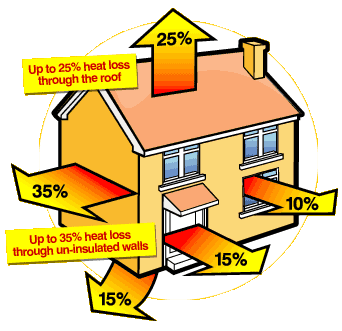 25%
Up to 25% heat loss
through the roof
35%
10%
Up to 35% heat loss
through un-insulated walls
15%
15%